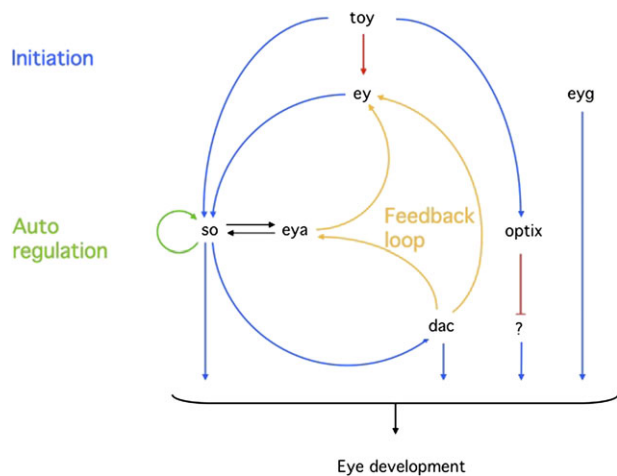 toy
Initiation
ey
eyg
Auto
regulation
so
eya
Feedback
loop
optix
dac
?
Eye development